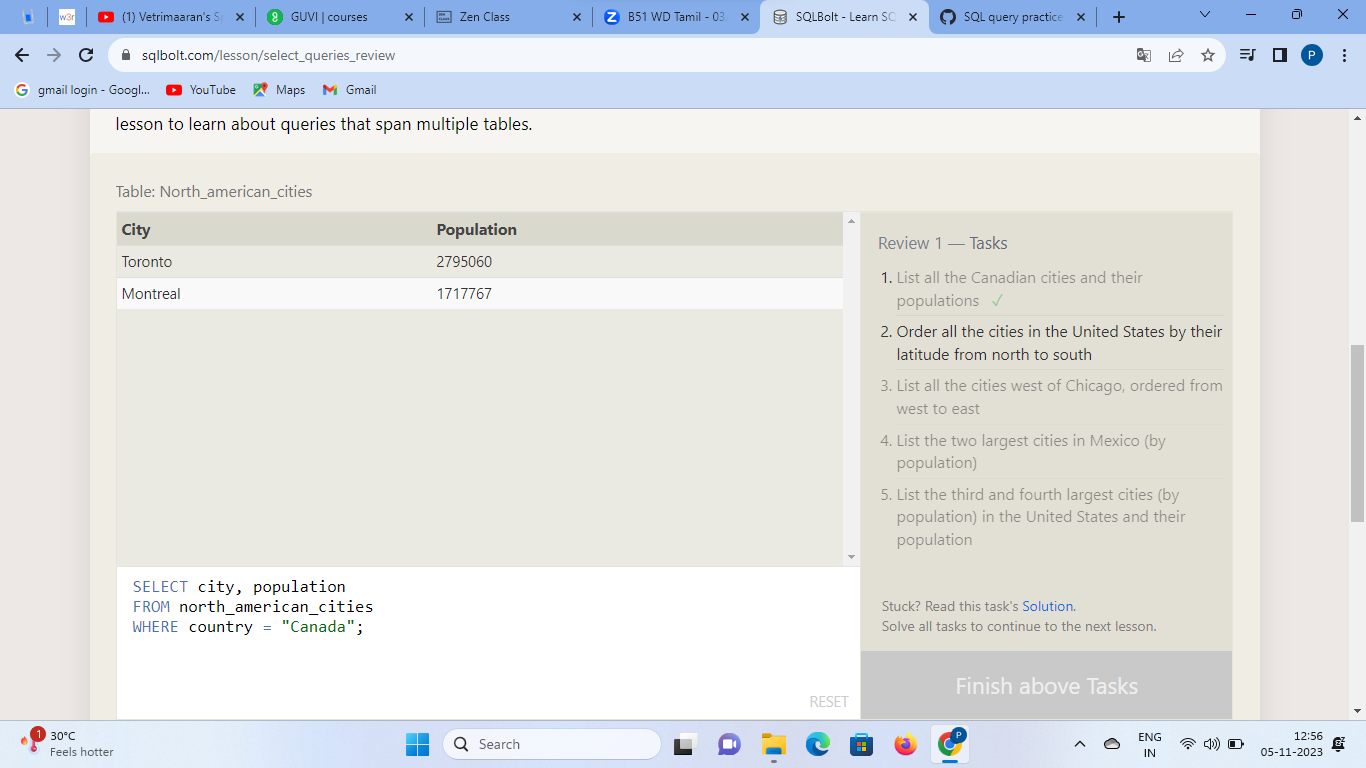 w3r
(1) Vetrimaaran's S
GUVI | courses
Zen Class
B51 WD Tamil - 03
SQLBolt - Learn SQ
SQL query practice
sqlbolt.com/lesson/select_queries_review
P
gmail login - Googl...
YouTube
Maps
Gmail
lesson to learn about queries that span multiple tables.
Table: North_american_cities
City Population
Toronto 2795060
Montreal 1717767
Review 1 — Tasks
1. List all the Canadian cities and their
populations ✓
2. Order all the cities in the United States by their
latitude from north to south
3. List all the cities west of Chicago, ordered from
west to east
4. List the two largest cities in Mexico (by
population)
5. List the third and fourth largest cities (by
population) in the United States and their
population
Stuck? Read this task's Solution.
Solve all tasks to continue to the next lesson.
Finish above Tasks
SELECT city, population
FROM north_american_cities
WHERE country = "Canada";
RESET
1
30°C
Feels hotter
Search
P
ENG
IN
12:56
05-11-2023